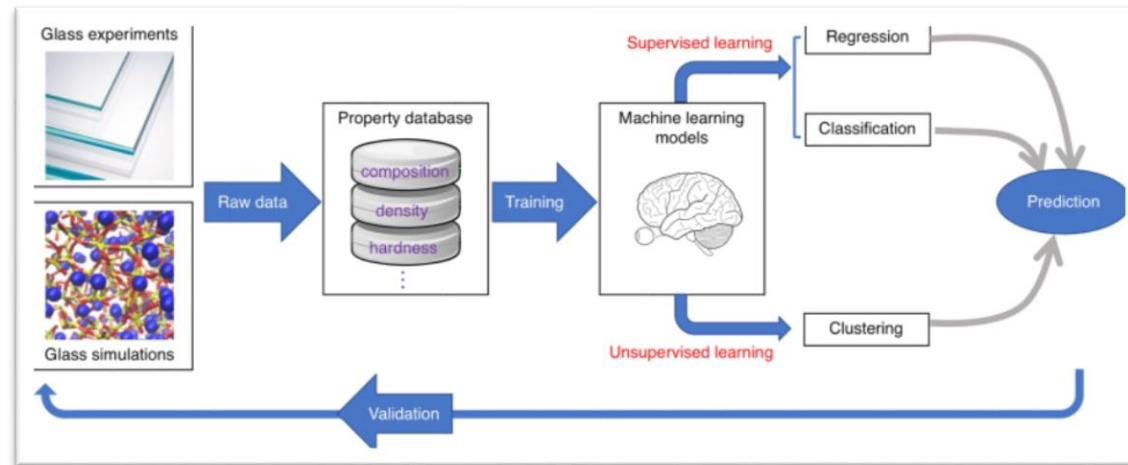 Glass experiments
Glass simulations
Raw data
Property database
composition
density
hardness
Training
Machine learning
models
Supervised learning
Unsupervised learning
Regression
Classification
Clustering
Prediction
Validation